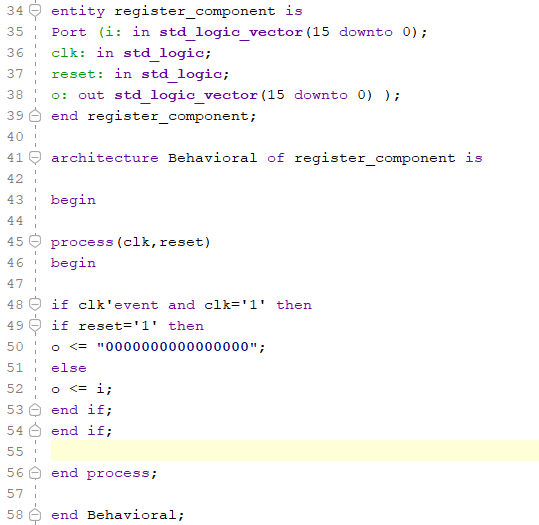 34 entity register_component is
35 Port (i: in std_logic_vector(15 downto 0);
36 clk: in std_logic;
37 reset: in std_logic;
38 o: out std_logic_vector(15 downto 0) );
39 end register_component;
40
41 architecture Behavioral of register_component is
42
43 begin
44
45 process(clk,reset)
46 begin
47
48 if clk'event and clk='1' then
49 if reset='1' then
50 o <= "0000000000000000";
51 else
52 o <= i;
53 end if;
54 end if;
55
56 end process;
57
58 end Behavioral;